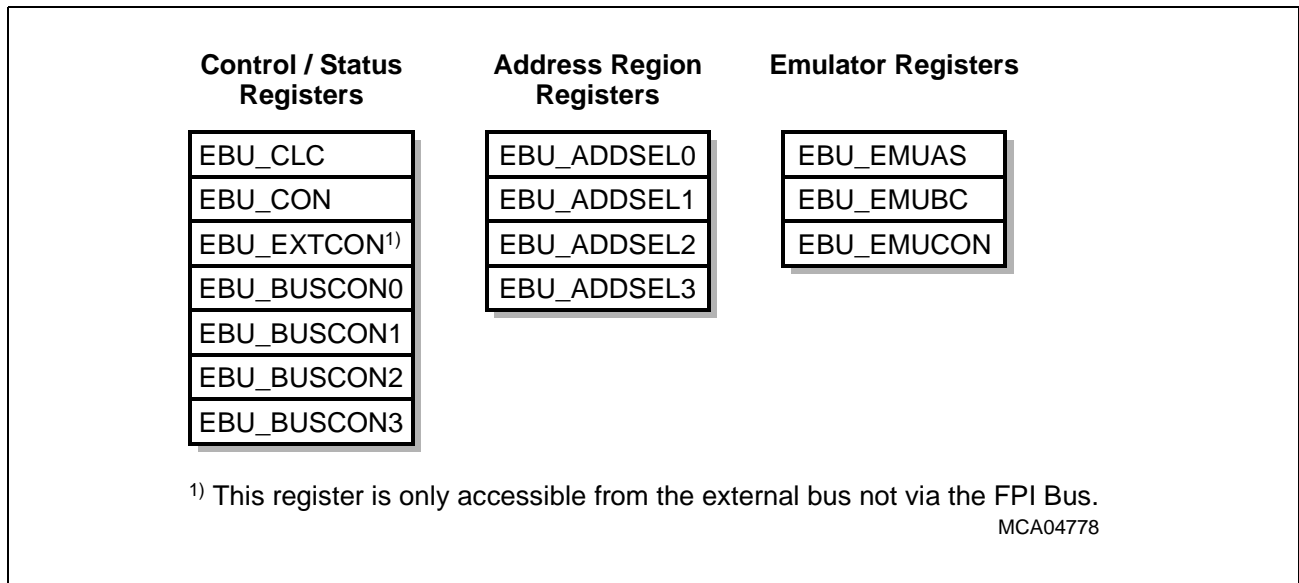 Control / Status
Registers
EBU_CLC
EBU_CON
EBU_EXTCON1)
EBU_BUSCON0
EBU_BUSCON1
EBU_BUSCON2
EBU_BUSCON3
Address Region
Registers
EBU_ADDSEL0
EBU_ADDSEL1
EBU_ADDSEL2
EBU_ADDSEL3
Emulator Registers
EBU_EMUAS
EBU_EMUBC
EBU_EMUCON
1) This register is only accessible from the external bus not via the FPI Bus.
MCA04778